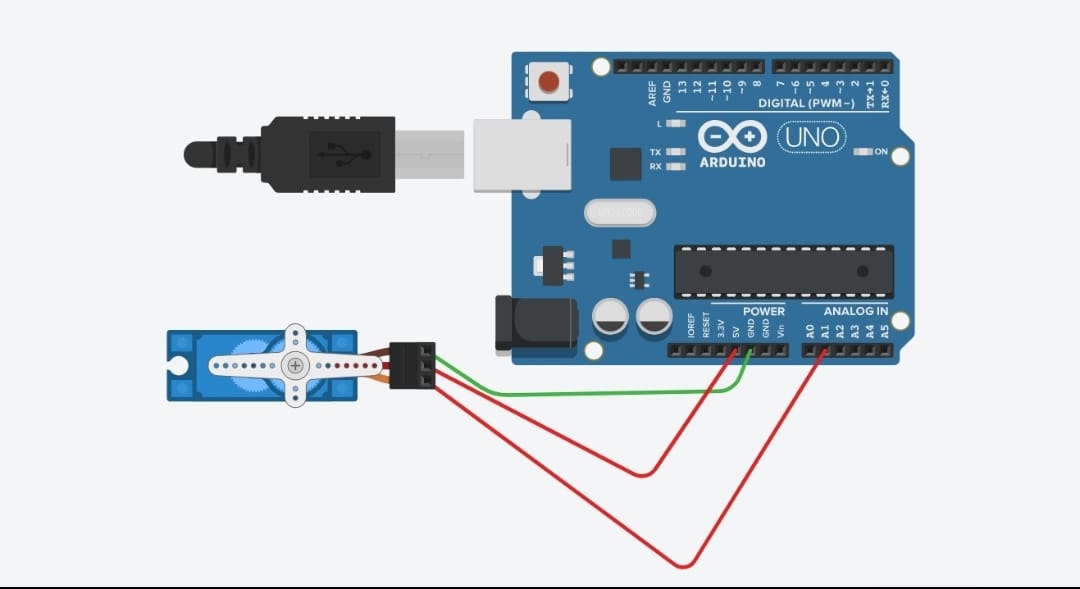 AREF
GND
13
12
~11
~10
~9
8
7
~6
~5
4
~3
2
TX→1
RX←0
DIGITAL (PWM~)
L
TX
RX
ARDUINO
UNO
ON
POWER
ANALOG IN
IOREF
RESET
3.3V
5V
GND
GND
Vin
A0
A1
A2
A3
A4
A5